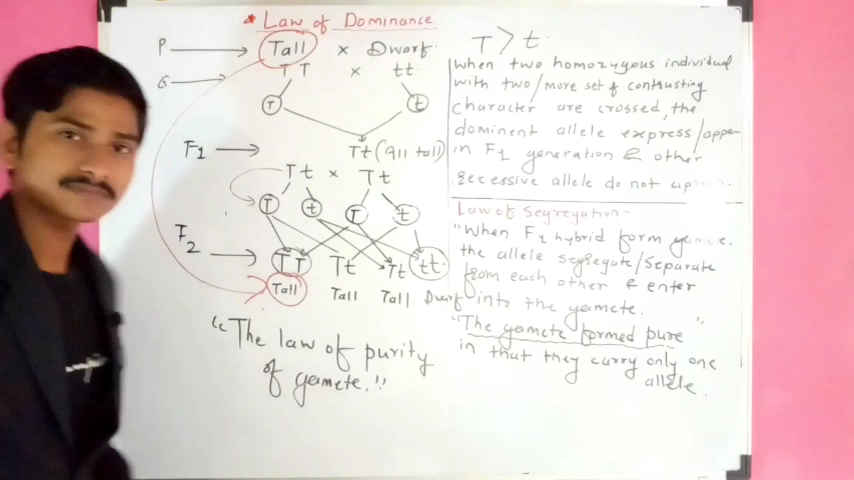 * Law of Dominance
P → Tall × Dwarf
G → TT × tt
T t
F1 → Tt (all tall)
Tt × Tt
T t T t
F2 → TT Tt Tt tt
Tall Tall Tall Dwarf
"The law of purity
of gamete."
T > t
when two homozygous individual
with two/more set of contrusting
character are crossed, the
dominent allele express/appear
in F1 generation & other
recessive allele do not appear.
Law of Segregation-
"When F1 hybrid form gamete.
the allele segregate/separate
from each other & enter
into the gamete.
"The gamete formed pure "
in that they carry only one
allele.